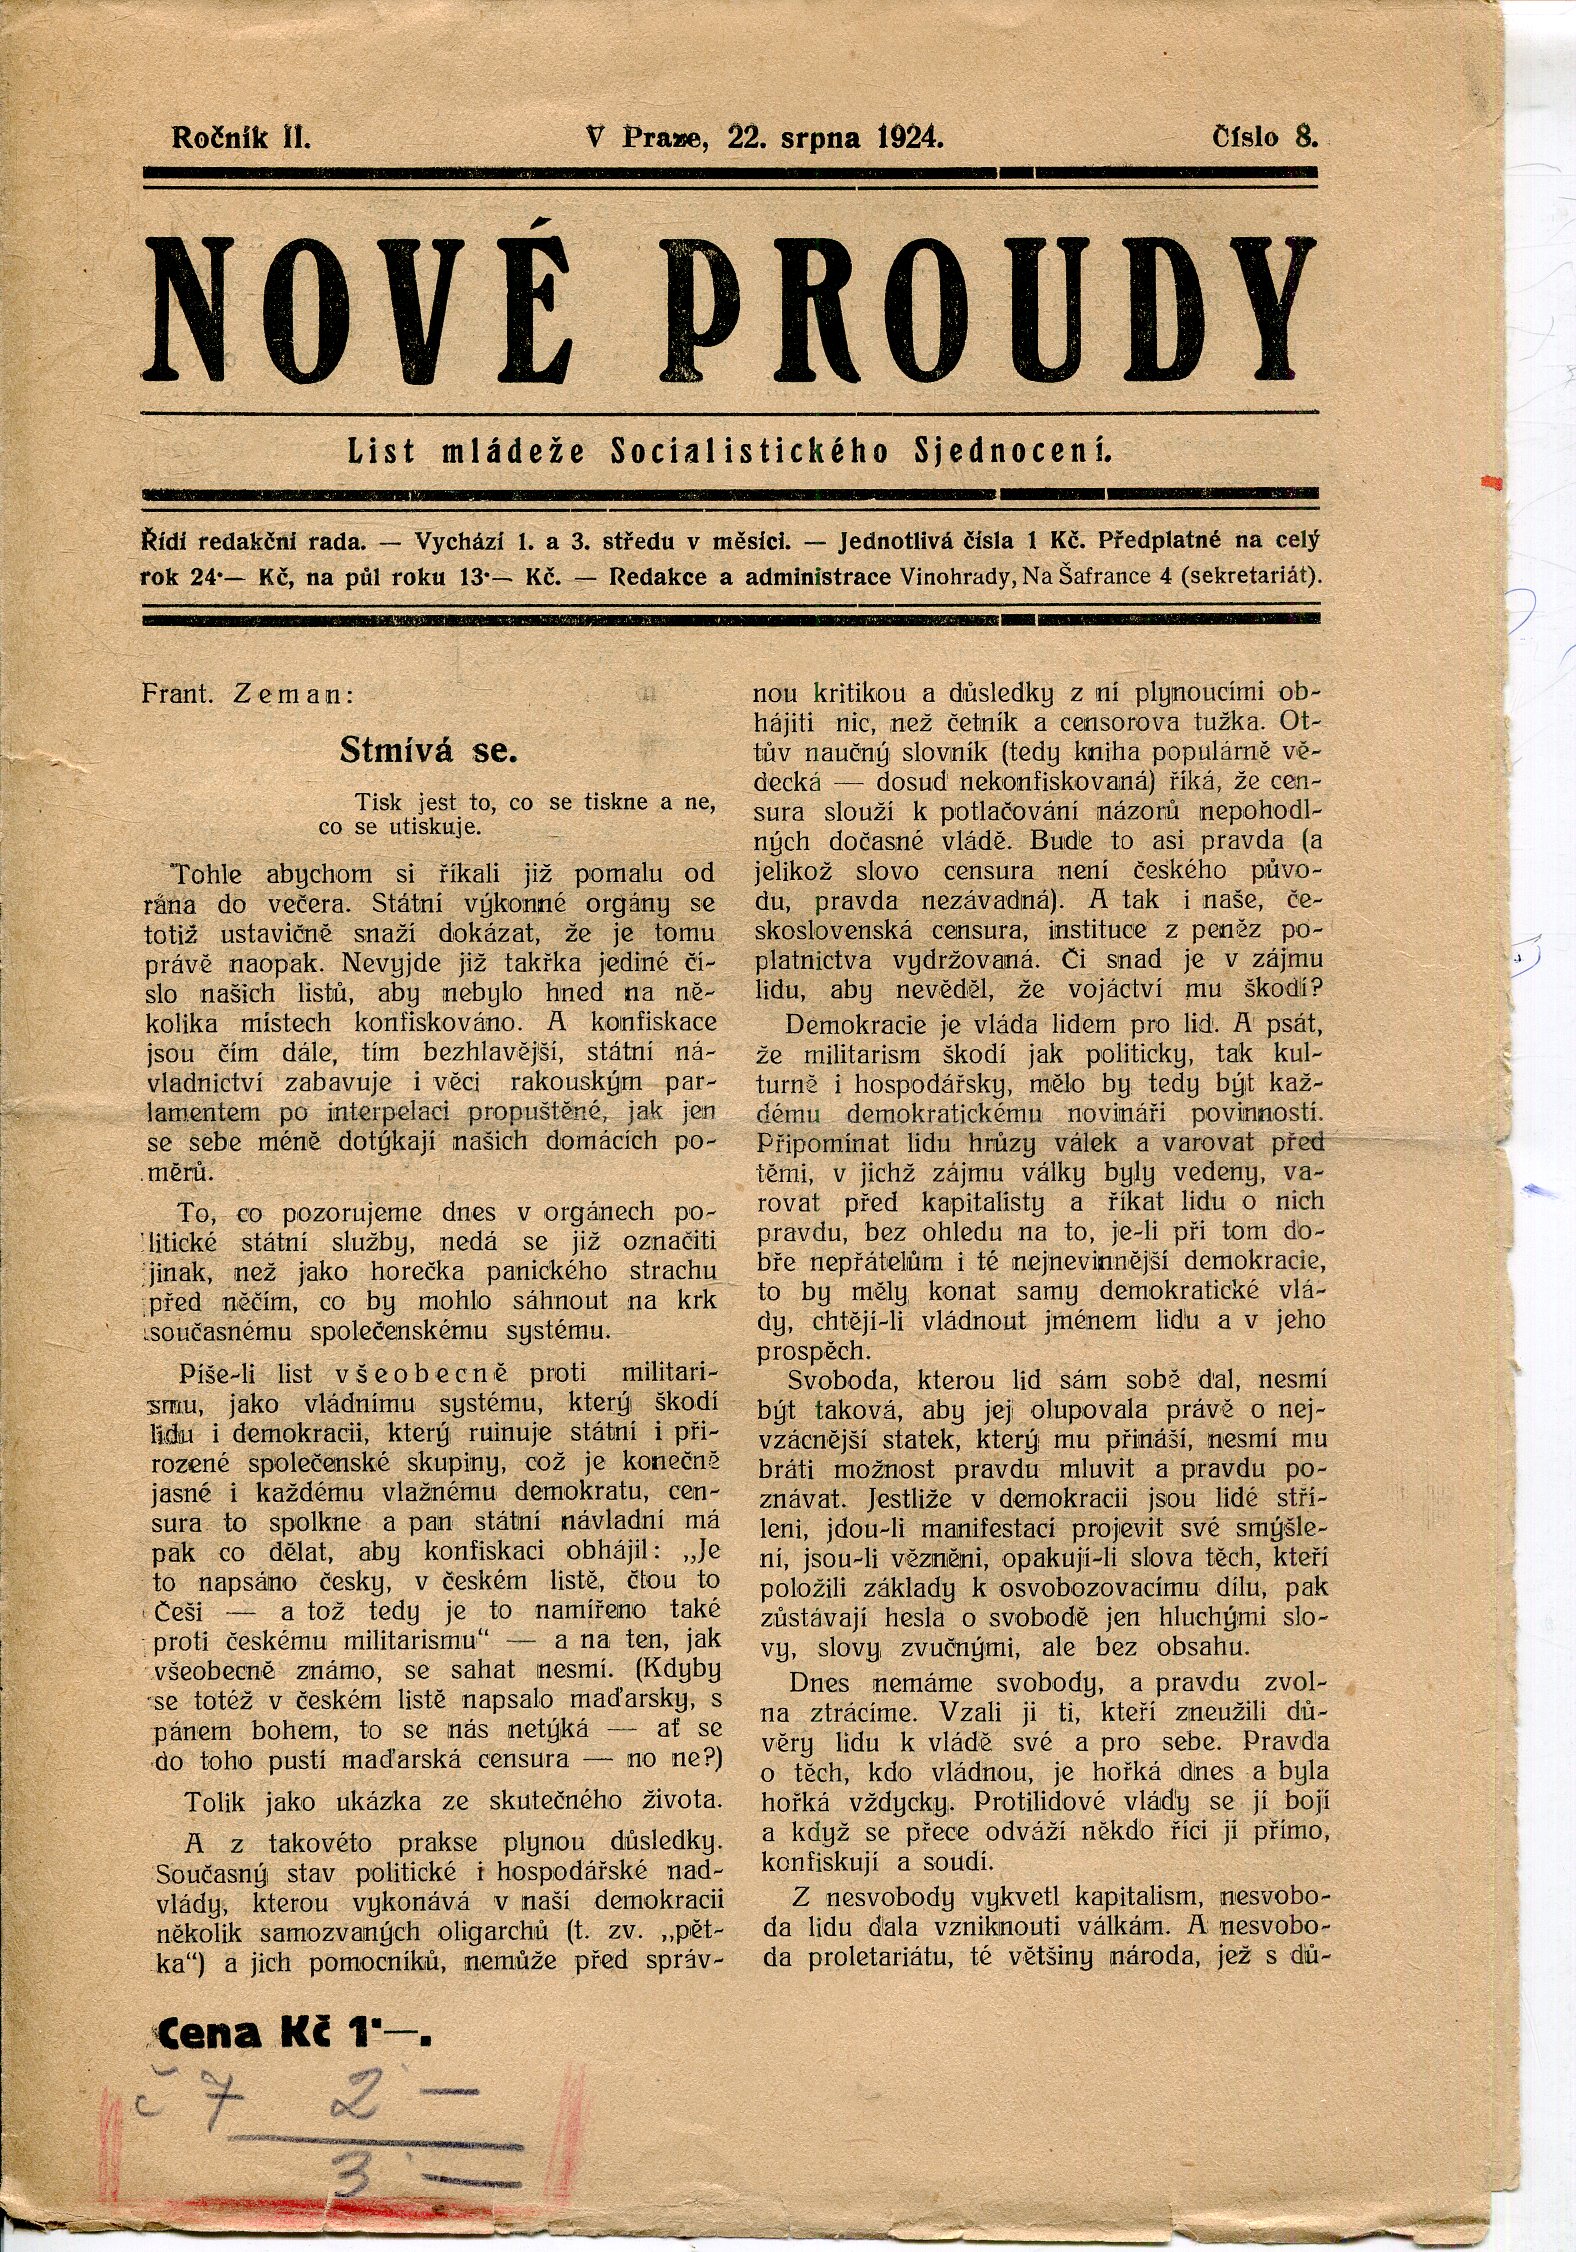 Ročník II.
V Praze, 22. srpna 1924.
Číslo 8.
NOVÉ PROUDY
List mládeže Socialistického Sjednocení.
Řídí redakční rada. — Vychází 1. a 3. středu v měsíci. — Jednotlivá čísla 1 Kč. Předplatné na celý
rok 24·— Kč, na půl roku 13·— Kč. — Redakce a administrace Vinohrady, Na Šafrance 4 (sekretariát).
Frant. Zeman:
Stmívá se.
Tisk jest to, co se tiskne a ne,
co se utiskuje.
Tohle abychom si říkali již pomalu od
rána do večera. Státní výkonné orgány se
totiž ustavičně snaží dokázat, že je tomu
právě naopak. Nevyjde již takřka jediné čí-
slo našich listů, aby nebylo hned na ně-
kolika místech konfiskováno. A konfiskace
jsou čím dále, tím bezhlavější, státní ná-
vladnictví zabavuje i věci rakouským par-
lamentem po interpelaci propuštěné, jak jen
se sebe méně dotýkají našich domácích po-
měrů.
To, co pozorujeme dnes v orgánech po-
litické státní služby, nedá se již označiti
jinak, než jako horečka panického strachu
před něčím, co by mohlo sáhnout na krk
současnému společenskému systému.
Píše-li list všeobecně proti militari-
smu, jako vládnímu systému, který škodí
lidu i demokracii, který ruinuje státní i při-
rozené společenské skupiny, což je konečně
jasné i každému vlažnému demokratu, cen-
sura to spolkne a pan státní návladní má
pak co dělat, aby konfiskaci obhájil: „Je
to napsáno česky, v českém listě, čtou to
Češi — a tož tedy je to namířeno také
proti českému militarismu“ — a na ten, jak
všeobecně známo, se sahat nesmí. (Kdyby
se totéž v českém listě napsalo maďarsky, s
pánem bohem, to se nás netýká — ať se
do toho pustí maďarská censura — no ne?)
Tolik jako ukázka ze skutečného života.
A z takovéto prakse plynou důsledky.
Současný stav politické i hospodářské nad-
vlády, kterou vykonává v naší demokracii
několik samozvaných oligarchů (t. zv. „pět-
ka“) a jich pomocníků, nemůže před správ-
nou kritikou a důsledky z ní plynoucími ob-
hájiti nic, než četník a censorova tužka. Ot-
tův naučný slovník (tedy kniha populárně vě-
decká — dosud nekonfiskovaná) říká, že cen-
sura slouží k potlačování názorů nepohodl-
ných dočasné vládě. Bude to asi pravda (a
jelikož slovo censura není českého půvo-
du, pravda nezávadná). A tak i naše, če-
skoslovenská censura, instituce z peněz po-
platnictva vydržovaná. Či snad je v zájmu
lidu, aby nevěděl, že vojáctví mu škodí?
Demokracie je vláda lidem pro lid. A psát,
že militarism škodí jak politicky, tak kul-
turně i hospodářsky, mělo by tedy být kaž-
dému demokratickému novináři povinností.
Připomínat lidu hrůzy válek a varovat před
těmi, v jichž zájmu války byly vedeny, va-
rovat před kapitalisty a říkat lidu o nich
pravdu, bez ohledu na to, je-li při tom do-
bře nepřátelům i té nejnevinnější demokracie,
to by měly konat samy demokratické vlá-
dy, chtějí-li vládnout jménem lidu a v jeho
prospěch.
Svoboda, kterou lid sám sobě dal, nesmí
být taková, aby jej olupovala právě o nej-
vzácnější statek, který mu přináší, nesmí mu
bráti možnost pravdu mluvit a pravdu po-
znávat. Jestliže v demokracii jsou lidé stří-
leni, jdou-li manifestací projevit své smýšle-
ní, jsou-li vězněni, opakují-li slova těch, kteří
položili základy k osvobozovacímu dílu, pak
zůstávají hesla o svobodě jen hluchými slo-
vy, slovy zvučnými, ale bez obsahu.
Dnes nemáme svobody, a pravdu zvol-
na ztrácíme. Vzali ji ti, kteří zneužili dů-
věry lidu k vládě své a pro sebe. Pravda
o těch, kdo vládnou, je hořká dnes a byla
hořká vždycky. Protilidové vlády se jí bojí
a když se přece odváží někdo říci ji přímo,
konfiskují a soudí.
Z nesvobody vykvetl kapitalism, nesvobo-
da lidu dala vzniknouti válkám. A nesvobo-
da proletariátu, té většiny národa, jež s dů-
Cena Kč 1·—.
č 7 2 —
3 —